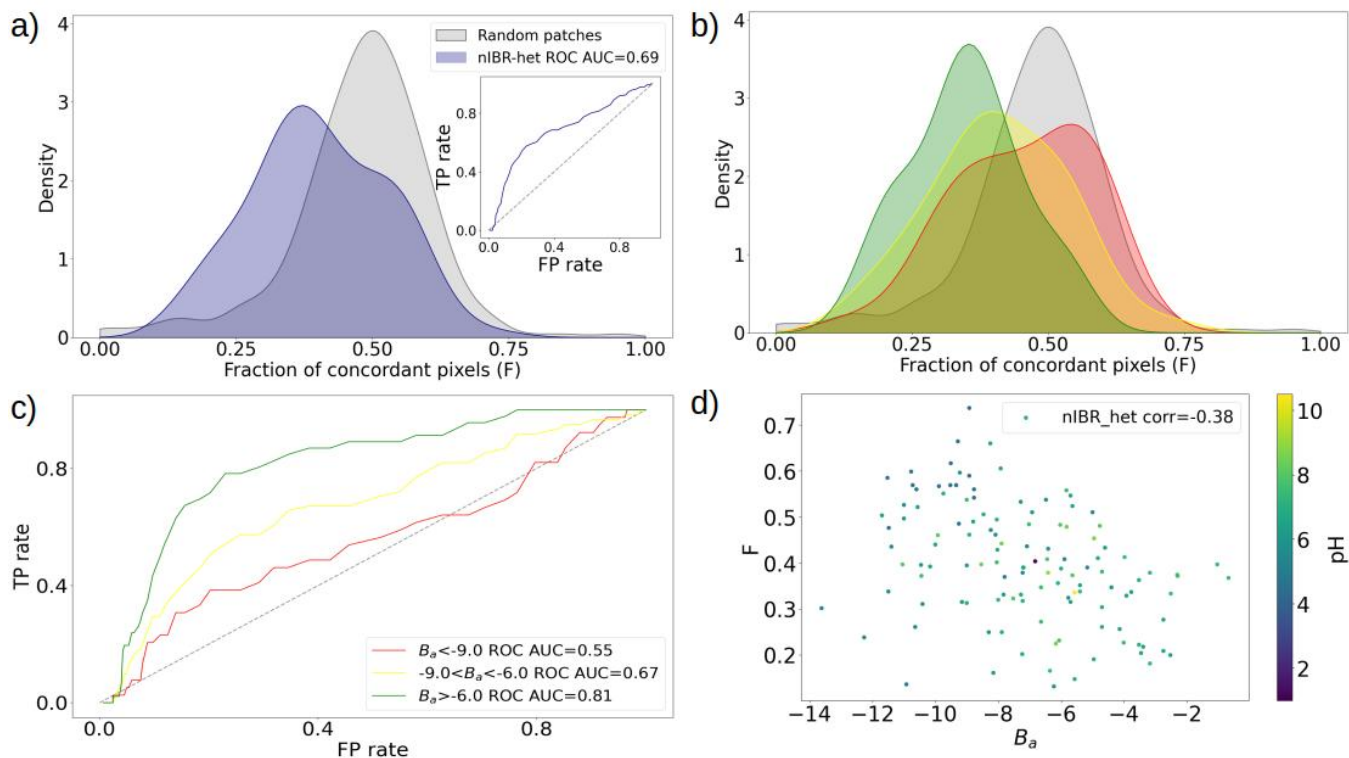 a)
4
3
2
1
0
Density
0.00 0.25 0.50 0.75 1.00
Fraction of concordant pixels (F)
Random patches
nIBR-het ROC AUC=0.69
0.8
0.4
0.0
TP rate
0.0 0.4 0.8
FP rate
b)
4
3
2
1
0
Density
0.00 0.25 0.50 0.75 1.00
Fraction of concordant pixels (F)
c)
0.8
0.4
0.0
TP rate
0.0 0.4 0.8
FP rate
Ba<-9.0 ROC AUC=0.55
-9.0<Ba<-6.0 ROC AUC=0.67
Ba>-6.0 ROC AUC=0.81
d)
0.7
0.6
0.5
0.4
0.3
0.2
F
nIBR_het corr=-0.38
−14 −12 −10 −8 −6 −4 −2
Ba
10
8
6
4
2
pH